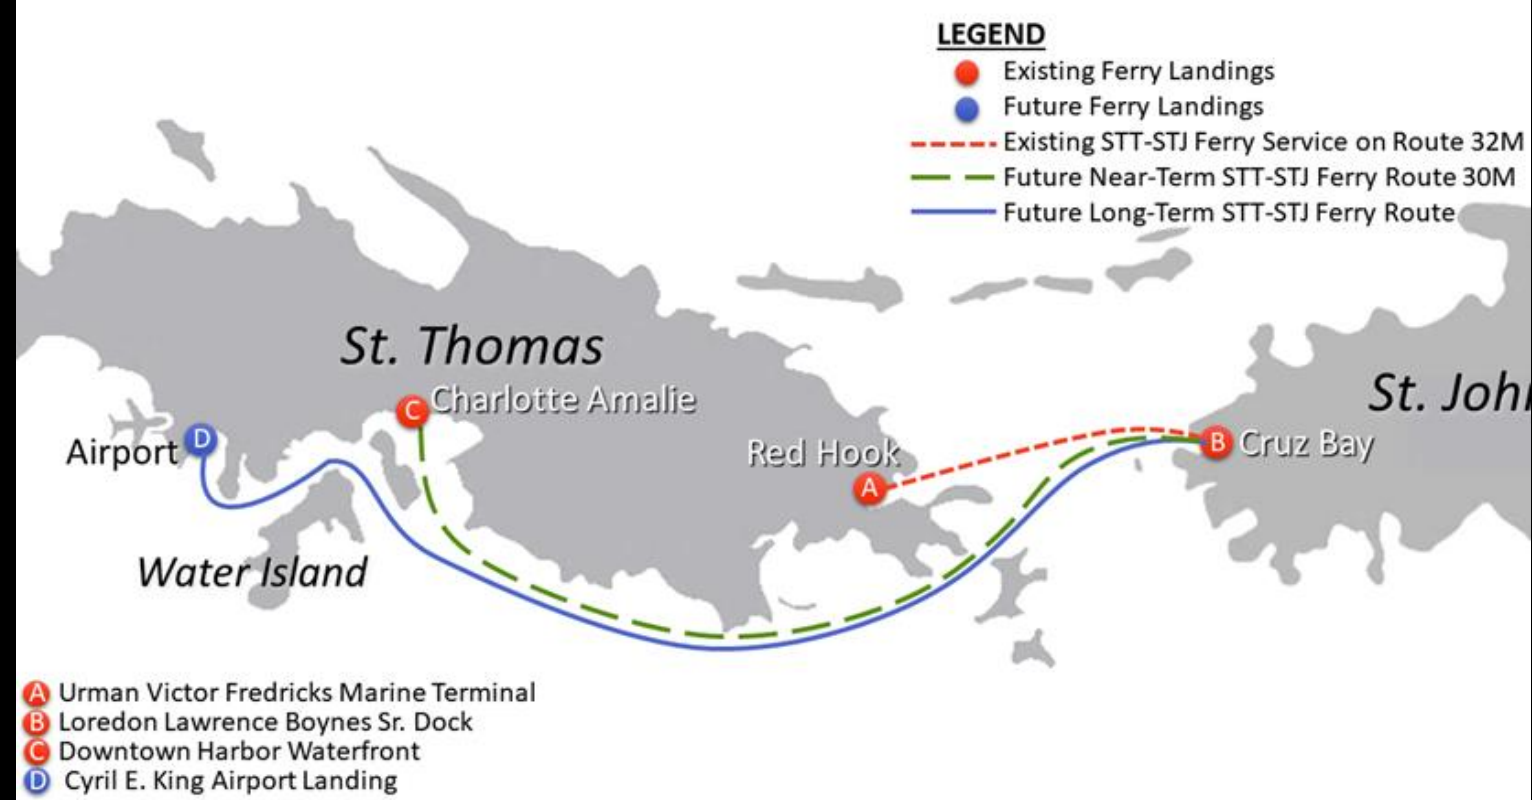 LEGEND
Existing Ferry Landings
Future Ferry Landings
Existing STT-STJ Ferry Service on Route 32M
Future Near-Term STT-STJ Ferry Route 30M
Future Long-Term STT-STJ Ferry Route
St. Thomas
St. Joh
C Charlotte Amalie
D
Airport
Red Hook
A
B Cruz Bay
Water Island
A Urman Victor Fredricks Marine Terminal
B Loredon Lawrence Boynes Sr. Dock
C Downtown Harbor Waterfront
D Cyril E. King Airport Landing